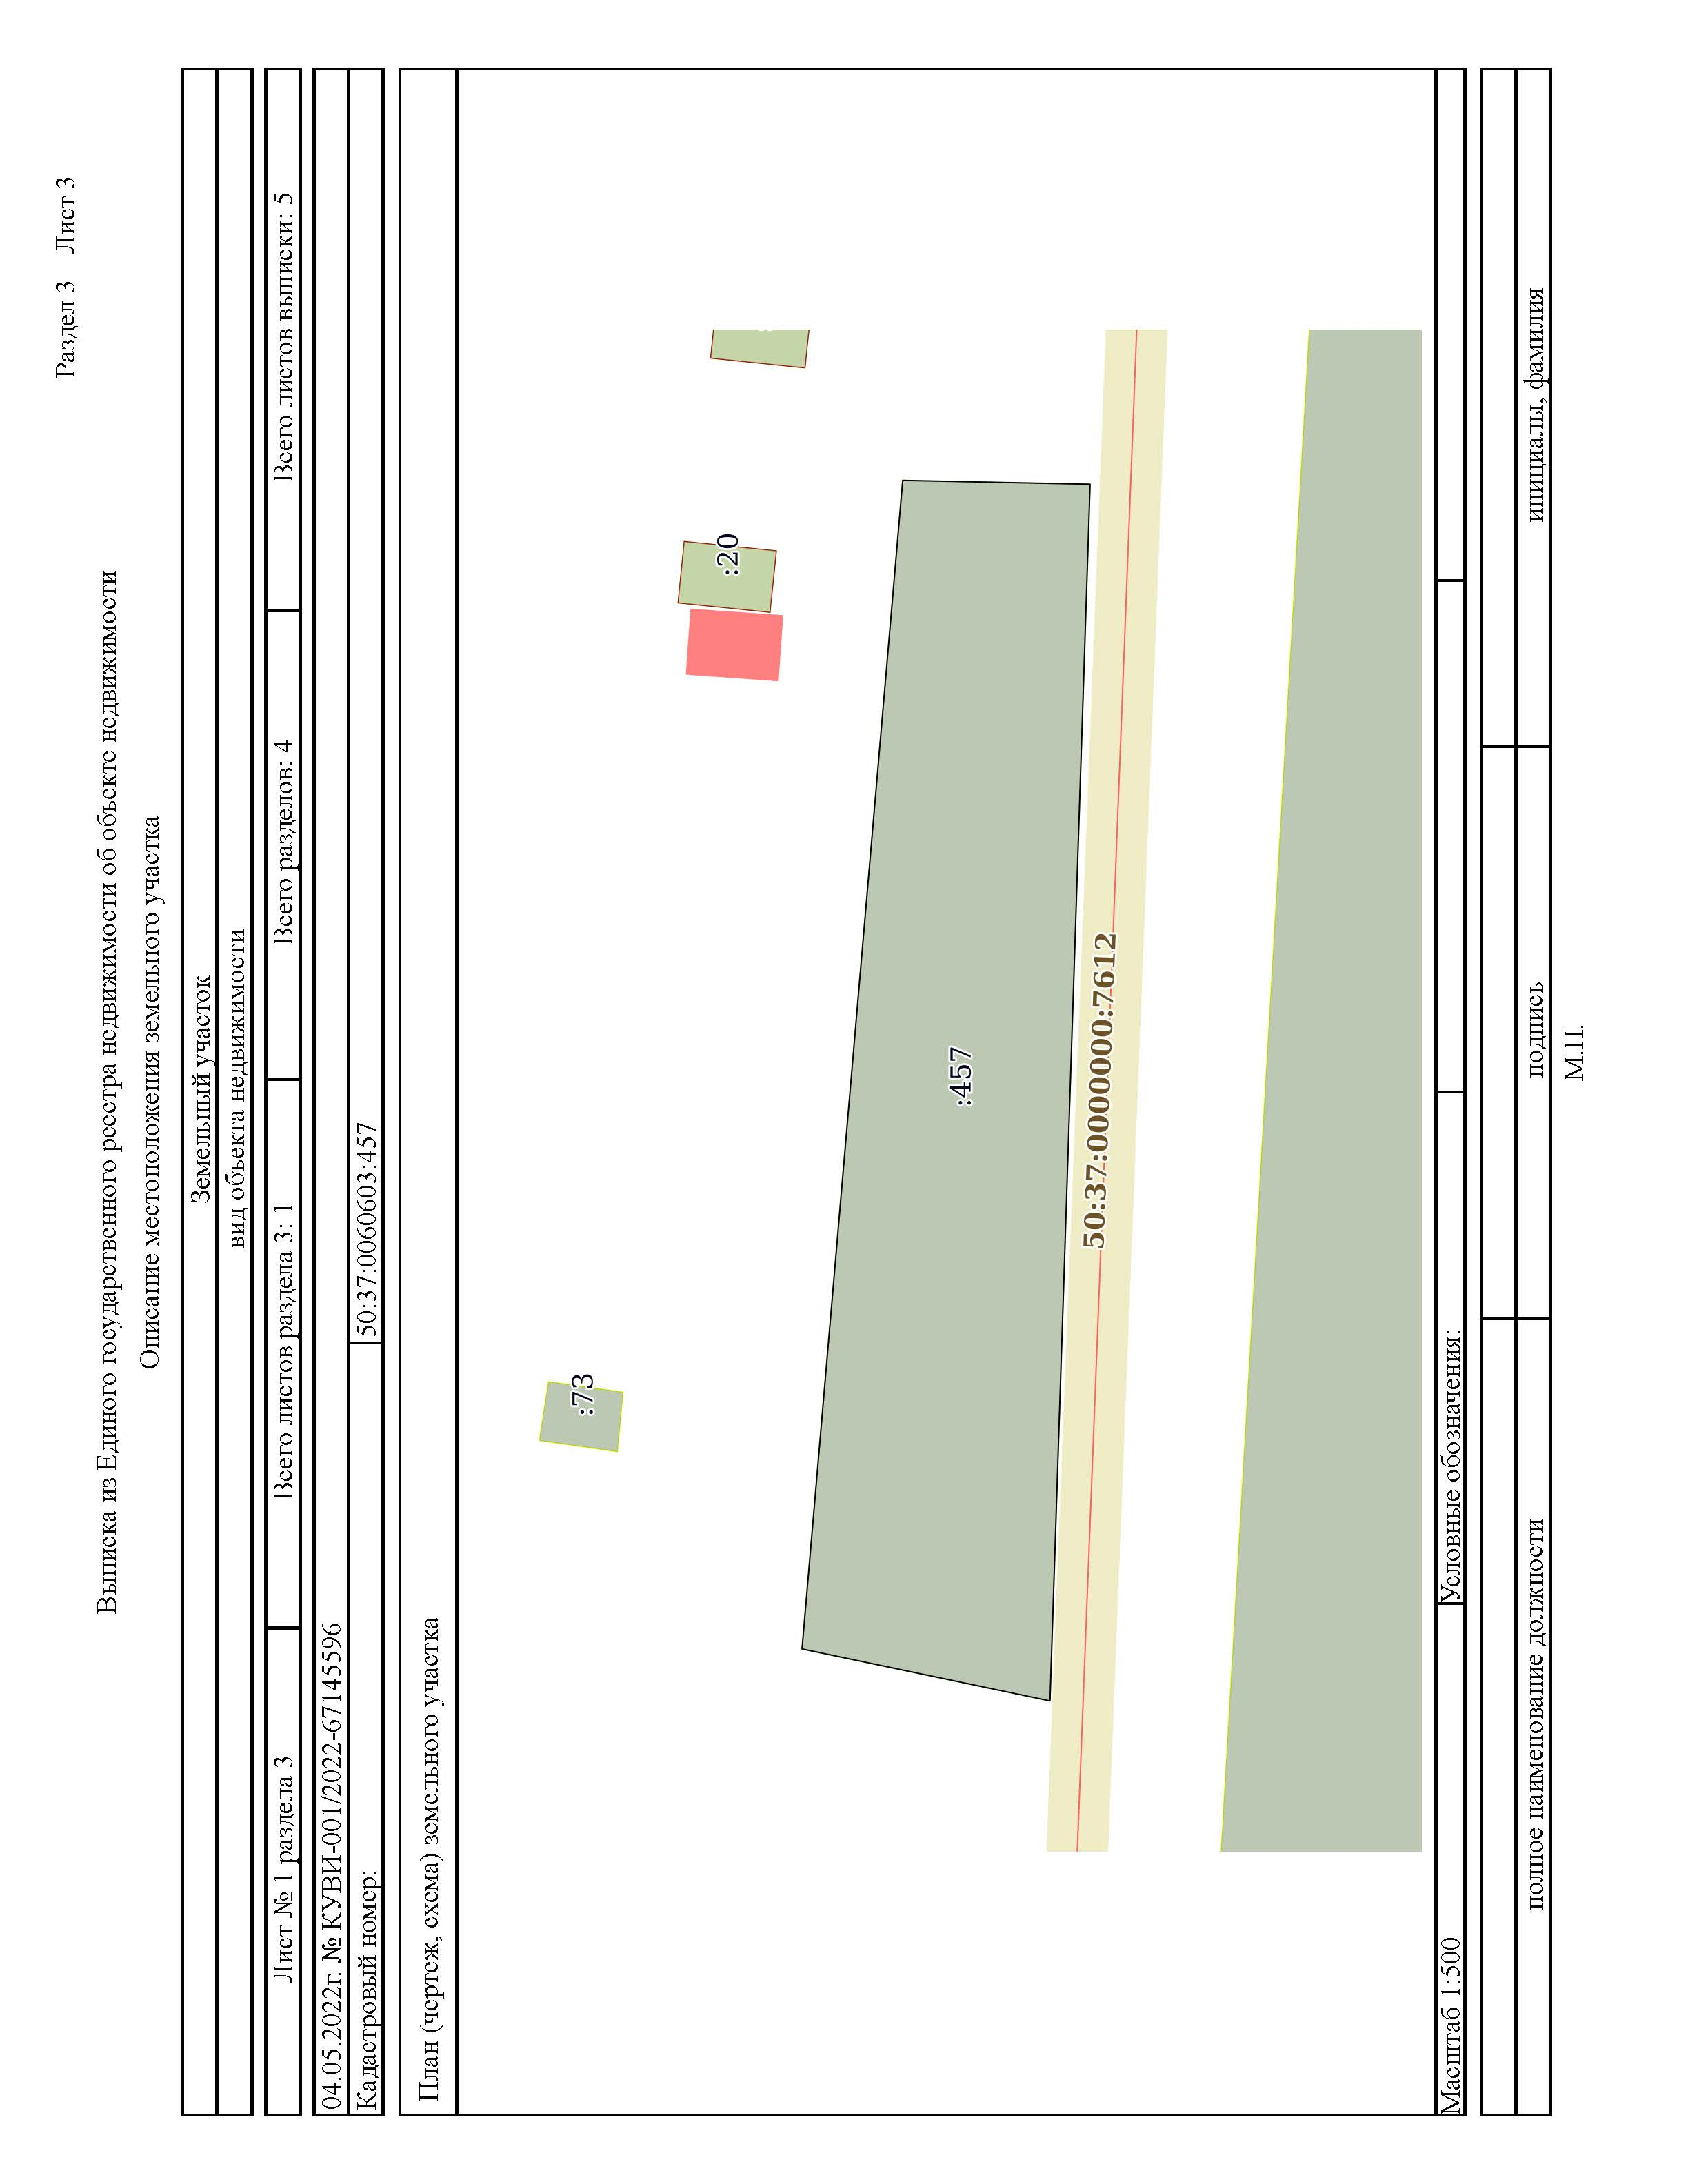 Раздел 3 Лист 3
Выписка из Единого государственного реестра недвижимости об объекте недвижимости
Описание местоположения земельного участка
Земельный участок
вид объекта недвижимости
Лист № 1 раздела 3 Всего листов раздела 3: 1 Всего разделов: 4 Всего листов выписки: 5
04.05.2022г. № КУВИ-001/2022-67145596
Кадастровый номер: 50:37:0060603:457
План (чертеж, схема) земельного участка
:73
:20
:457
50:37:0000000:7612
Масштаб 1:500 Условные обозначения:
полное наименование должности подпись инициалы, фамилия
М.П.